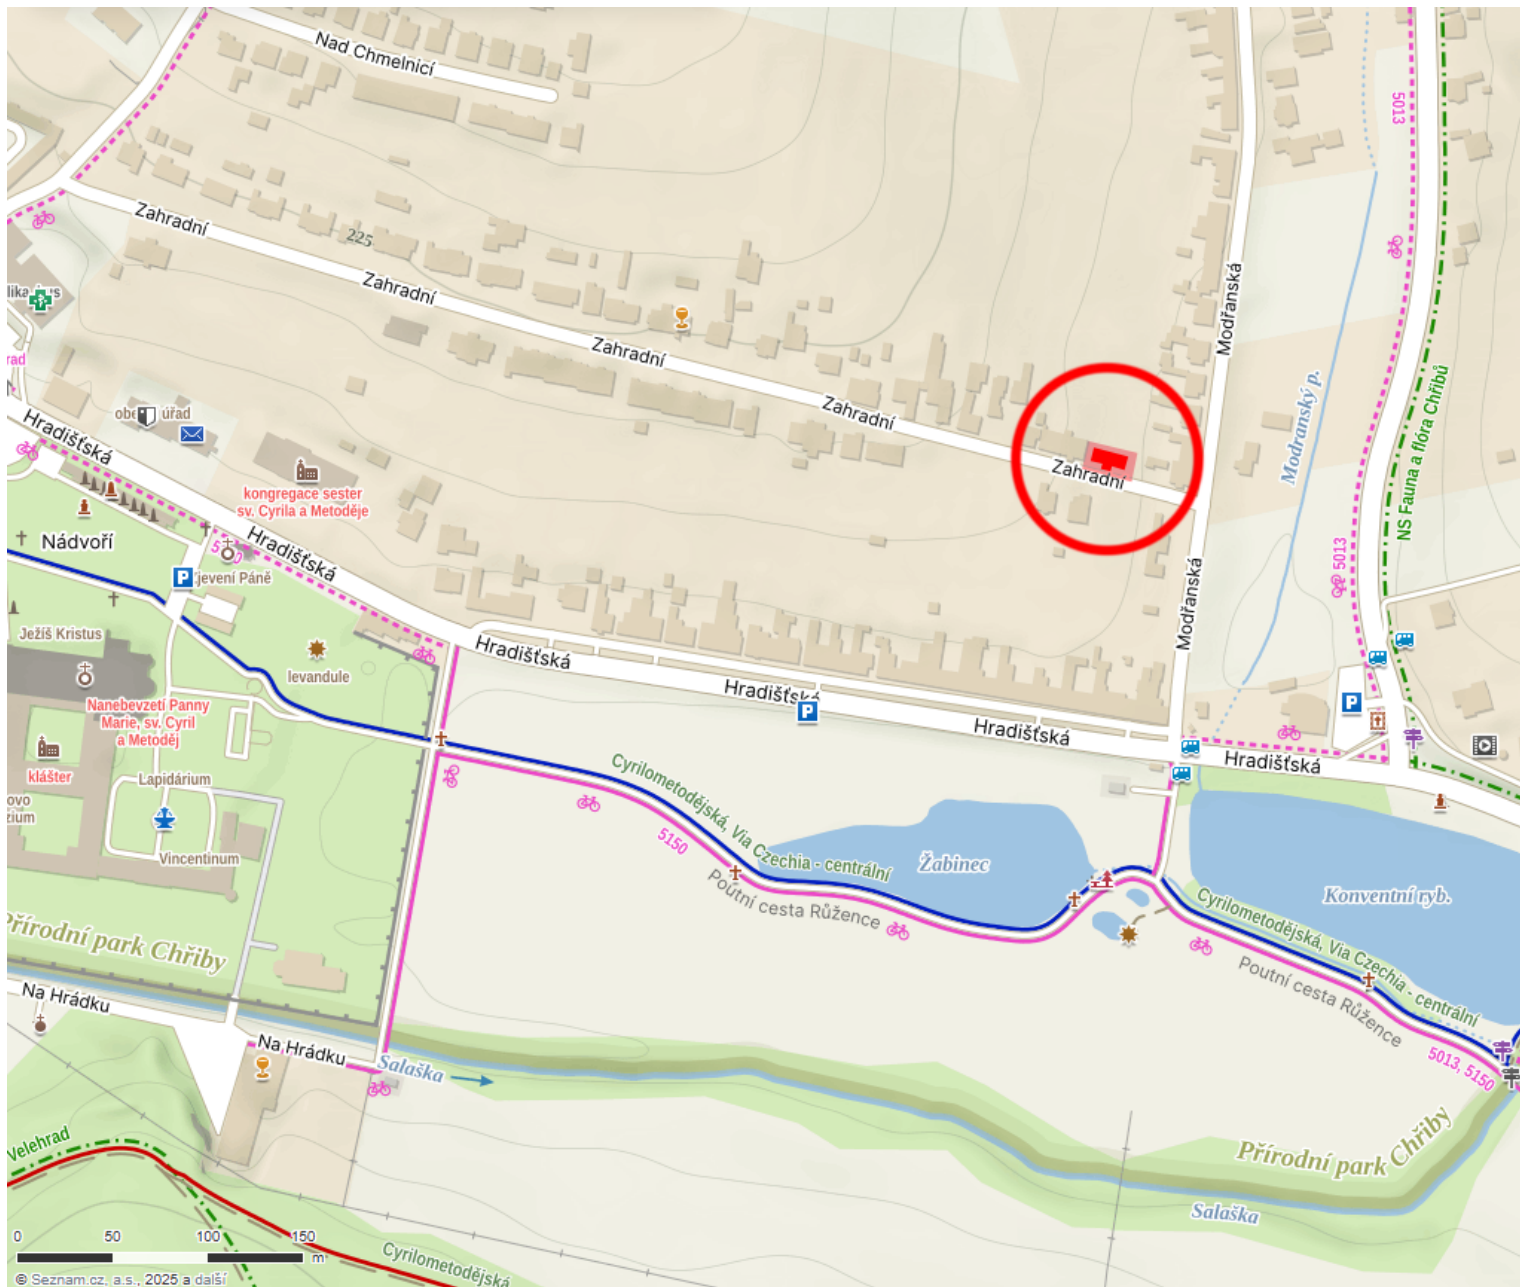 Nad Chmelnicí
5013
Zahradní
225
Zahradní
Modřanská
Zahradní
Modřanský p.
NS Fauna a flóra Chřibů
Zahradní
Zahradní
Hradišťská
úřad
kongregace sester
sv. Cyrila a Metoděje
Nádvoří
Hradišťská
5013
Modřanská
Ježíš Kristus
levandule
Hradišťská
Hradišťská
Hradišťská
Hradišťská
Nanebevzetí Panny
Marie, sv. Cyril
a Metoděj
klášter
Lapidárium
Vincentinum
Cyrilometodějská, Via Czechia - centrální
5150
Poutní cesta Růžence
Žabinec
Konventní ryb.
Cyrilometodějská, Via Czechia - centrální
Poutní cesta Růžence
5013, 5150
Přírodní park Chřiby
Na Hrádku
Na Hrádku
Salaška
Přírodní park Chřiby
Salaška
Velehrad
Cyrilometodějská
0 50 100 150
m
© Seznam.cz, a.s., 2025 a další